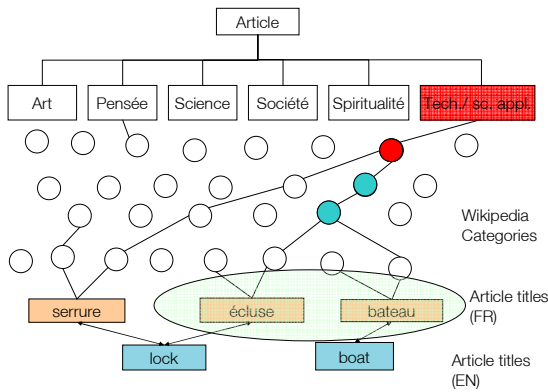 Article
Art Pensée Science Société Spiritualité Tech./ sc. appl.
Wikipedia
Categories
serrure écluse bateau
Article titles
(FR)
lock boat
Article titles
(EN)